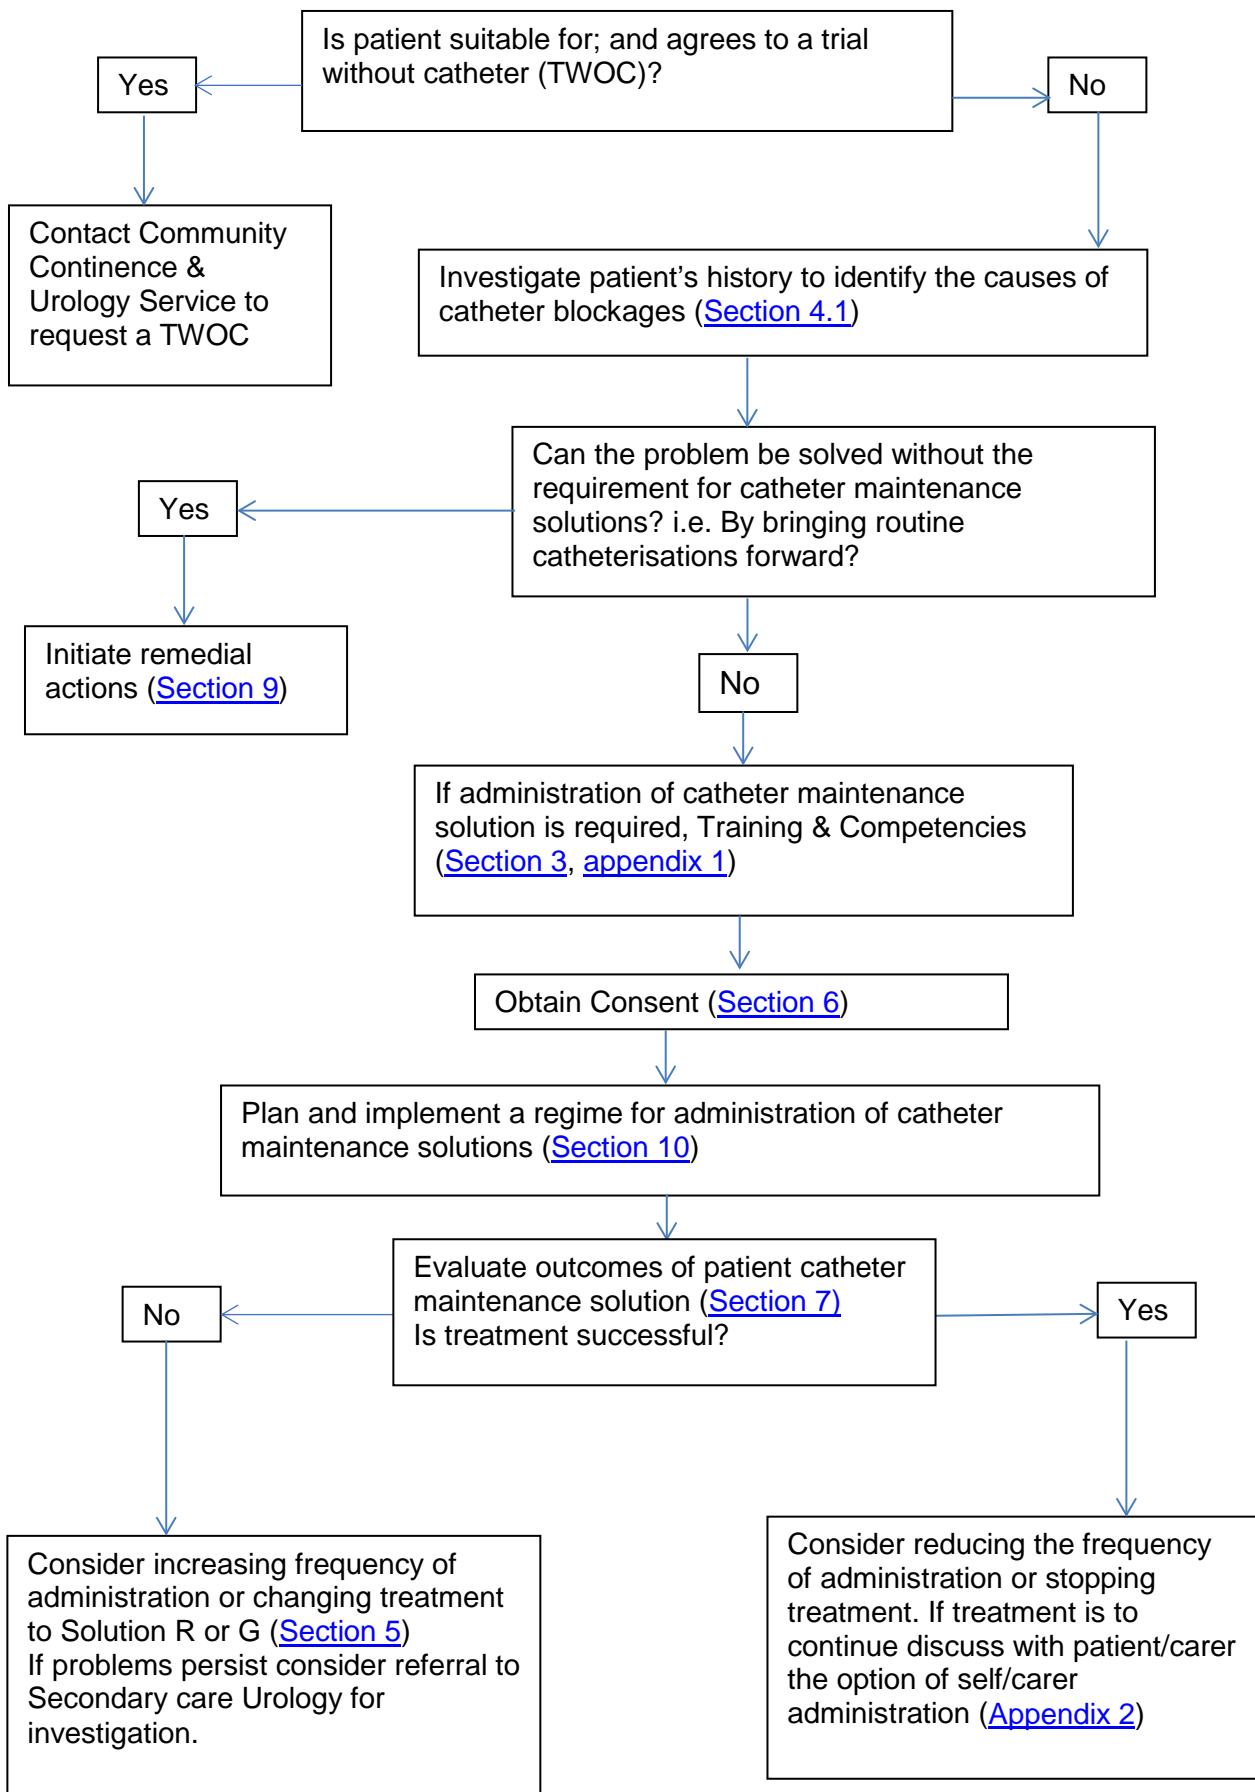 Is patient suitable for; and agrees to a trial
without catheter (TWOC)?
Yes
No
Contact Community
Continence &
Urology Service to
request a TWOC
Investigate patient's history to identify the causes of
catheter blockages (Section 4.1)
Can the problem be solved without the
requirement for catheter maintenance
solutions? i.e. By bringing routine
catheterisations forward?
Yes
Initiate remedial
actions (Section 9)
No
If administration of catheter maintenance
solution is required, Training & Competencies
(Section 3, appendix 1)
Obtain Consent (Section 6)
Plan and implement a regime for administration of catheter
maintenance solutions (Section 10)
Evaluate outcomes of patient catheter
maintenance solution (Section 7)
Is treatment successful?
No
Yes
Consider increasing frequency of
administration or changing treatment
to Solution R or G (Section 5)
If problems persist consider referral to
Secondary care Urology for
investigation.
Consider reducing the frequency
of administration or stopping
treatment. If treatment is to
continue discuss with patient/carer
the option of self/carer
administration (Appendix 2)